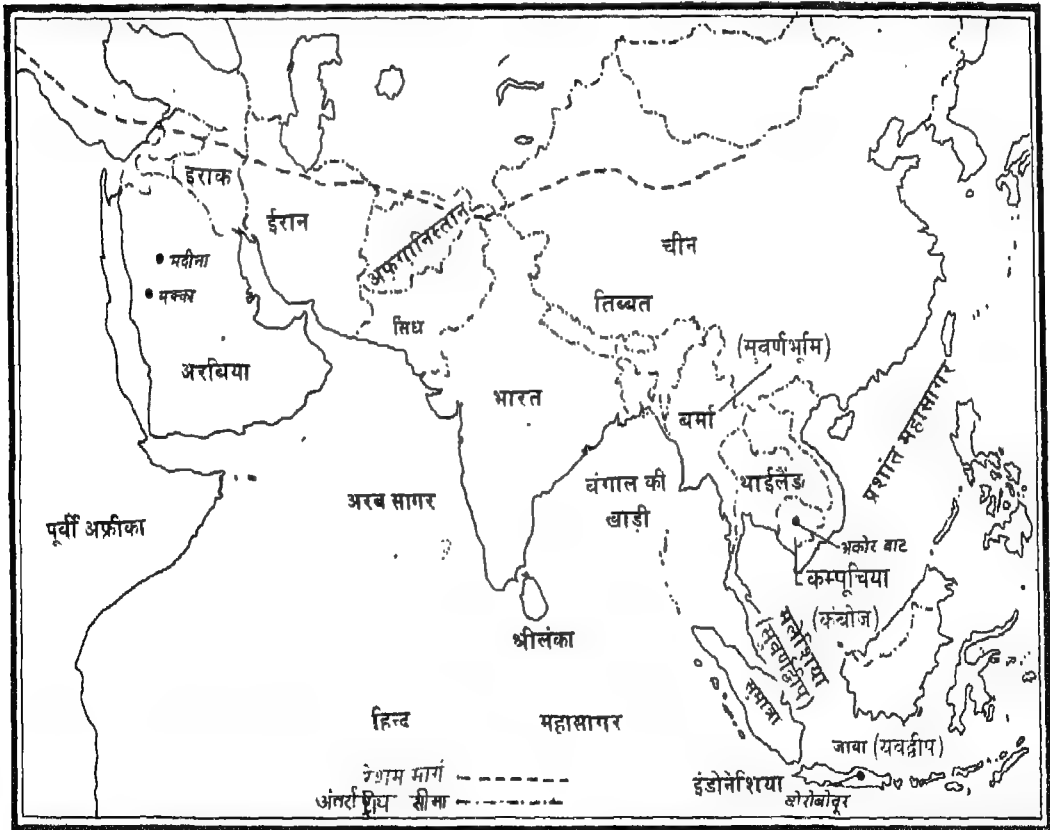 इराक
ईरान
अफ़गानिस्तान
चीन
मदीना
मक्का
सिंध
तिब्बत
(सुवर्णभूमि)
अरबिया
भारत
बर्मा
प्रशांत महासागर
अरब सागर
बंगाल की
खाड़ी
थाईलैंड
पूर्वी अफ्रीका
अंकोर वाट
कम्पूचिया
(कंबोज)
श्रीलंका
मलेशिया
(सुवर्णद्वीप)
सुमात्रा
हिन्द महासागर
जावा (यवद्वीप)
रेशम मार्ग
इंडोनेशिया
अंतर्राष्ट्रीय सीमा
बोरोबोदूर